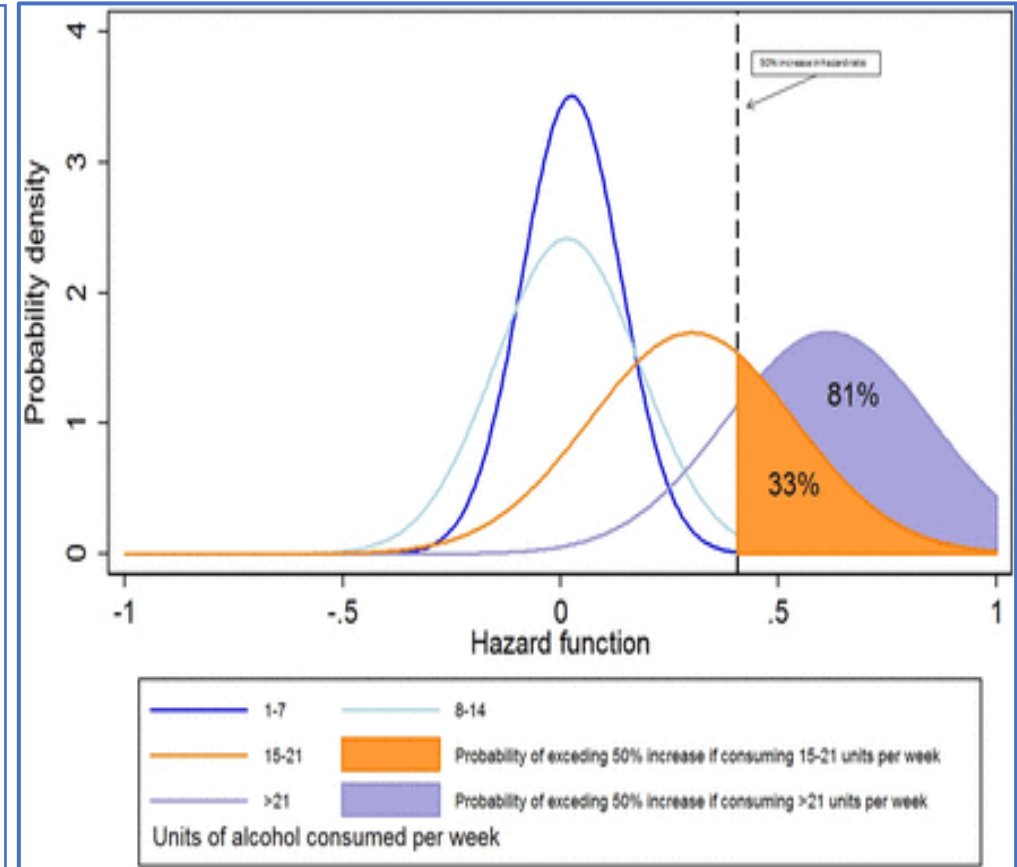 4
3
2
1
0
Probability density
50% increase in hazard ratio
81%
33%
-1
-.5
0
.5
1
Hazard function
1-7
8-14
15-21
Probability of exceding 50% increase if consuming 15-21 units per week
>21
Probability of exceding 50% increase if consuming >21 units per week
Units of alcohol consumed per week